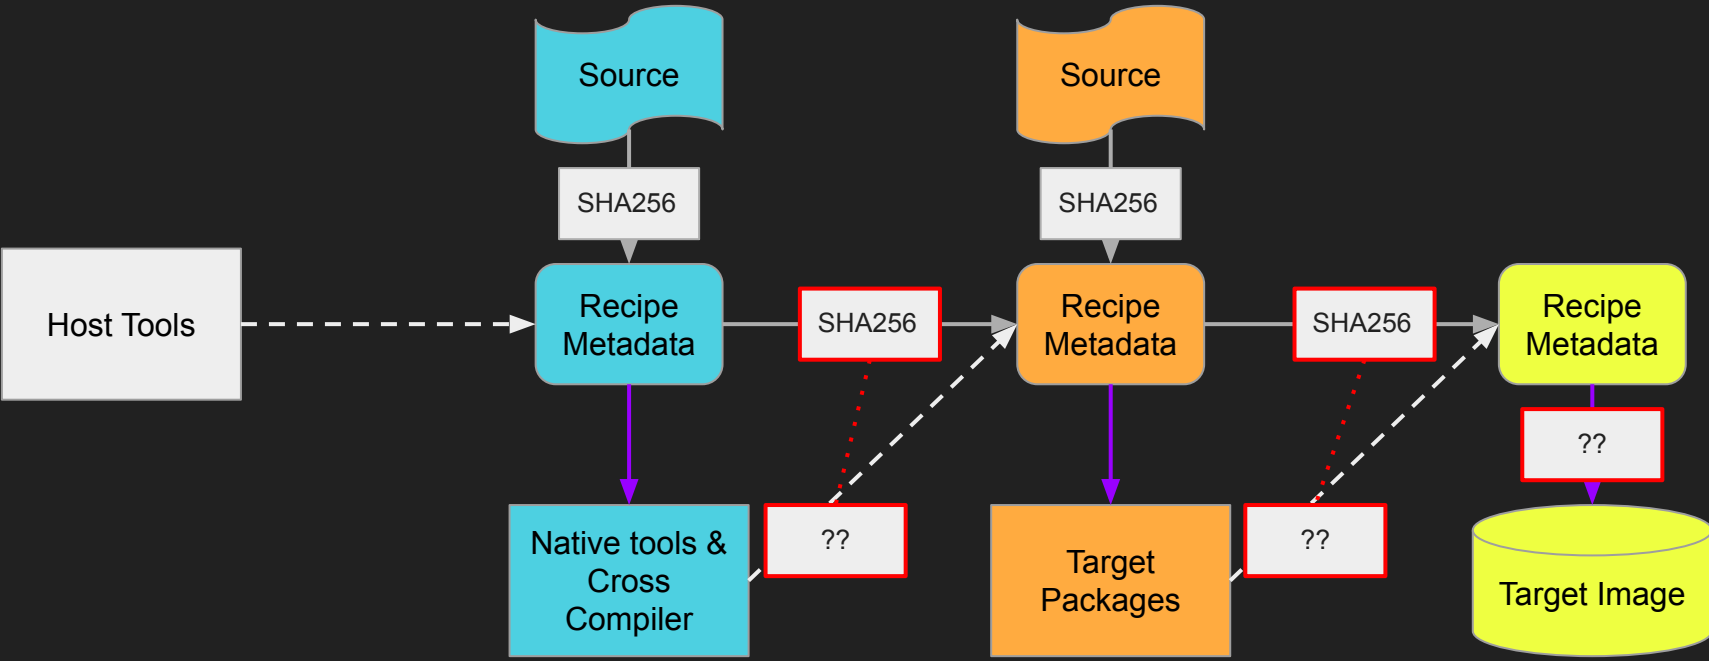 Source
Source
SHA256
SHA256
Host Tools
Recipe
Metadata
SHA256
Recipe
Metadata
SHA256
Recipe
Metadata
??
Native tools &
Cross
Compiler
??
Target
Packages
??
Target Image